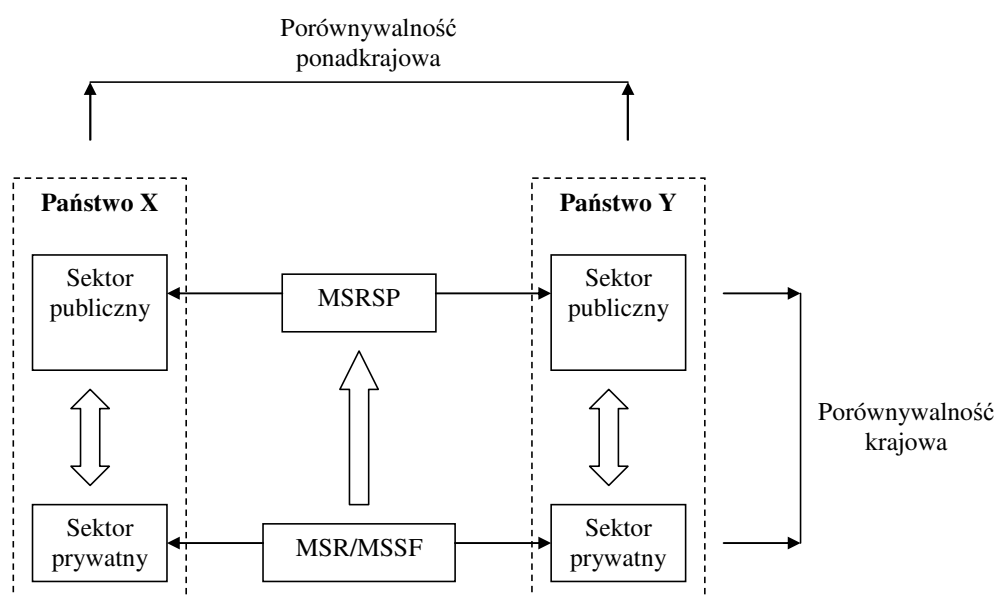 Porównywalność
ponadkrajowa
Państwo X
Państwo Y
Sektor
publiczny
MSRSP
Sektor
publiczny
Porównywalność
krajowa
Sektor
prywatny
MSR/MSSF
Sektor
prywatny